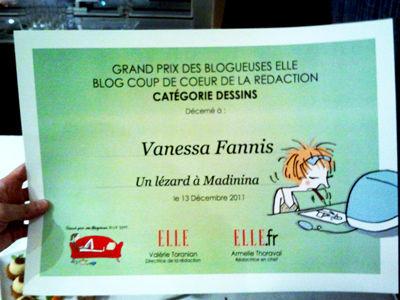 GRAND PRIX DES BLOGUEUSES ELLE
BLOG COUP DE COEUR DE LA REDACTION
CATÉGORIE DESSINS
Décerné à :
Vanessa Fannis
Un lézard à Madinina
le 13 Décembre 2011
ELLE
Valérie Toranian
Directrice de la rédaction
ELLE.fr
Armelle Thoraval
Rédactrice en chef